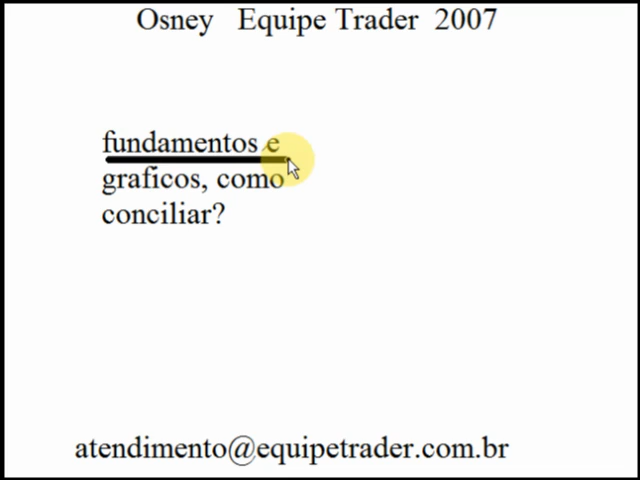 Osney Equipe Trader 2007
fundamentos e
graficos, como
conciliar?
atendimento@equipetrader.com.br